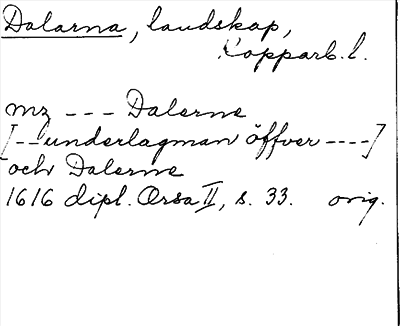 Dalarna, landskap,
Kopparb. l.
mz --- Dalerne
[--underlagman öffver ----]
och Dalerne
1616 dipl. Orsa II, s. 33. orig.